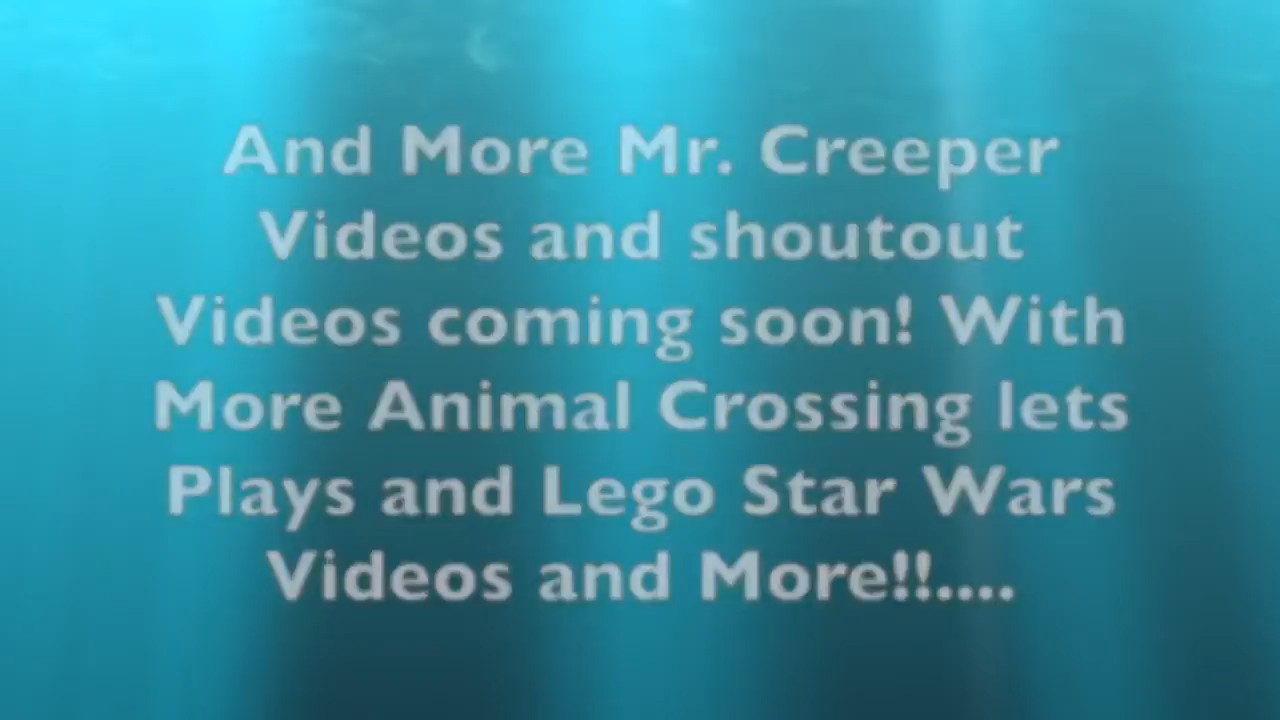 And More Mr. Creeper
Videos and shoutout
Videos coming soon! With
More Animal Crossing lets
Plays and Lego Star Wars
Videos and More!!....